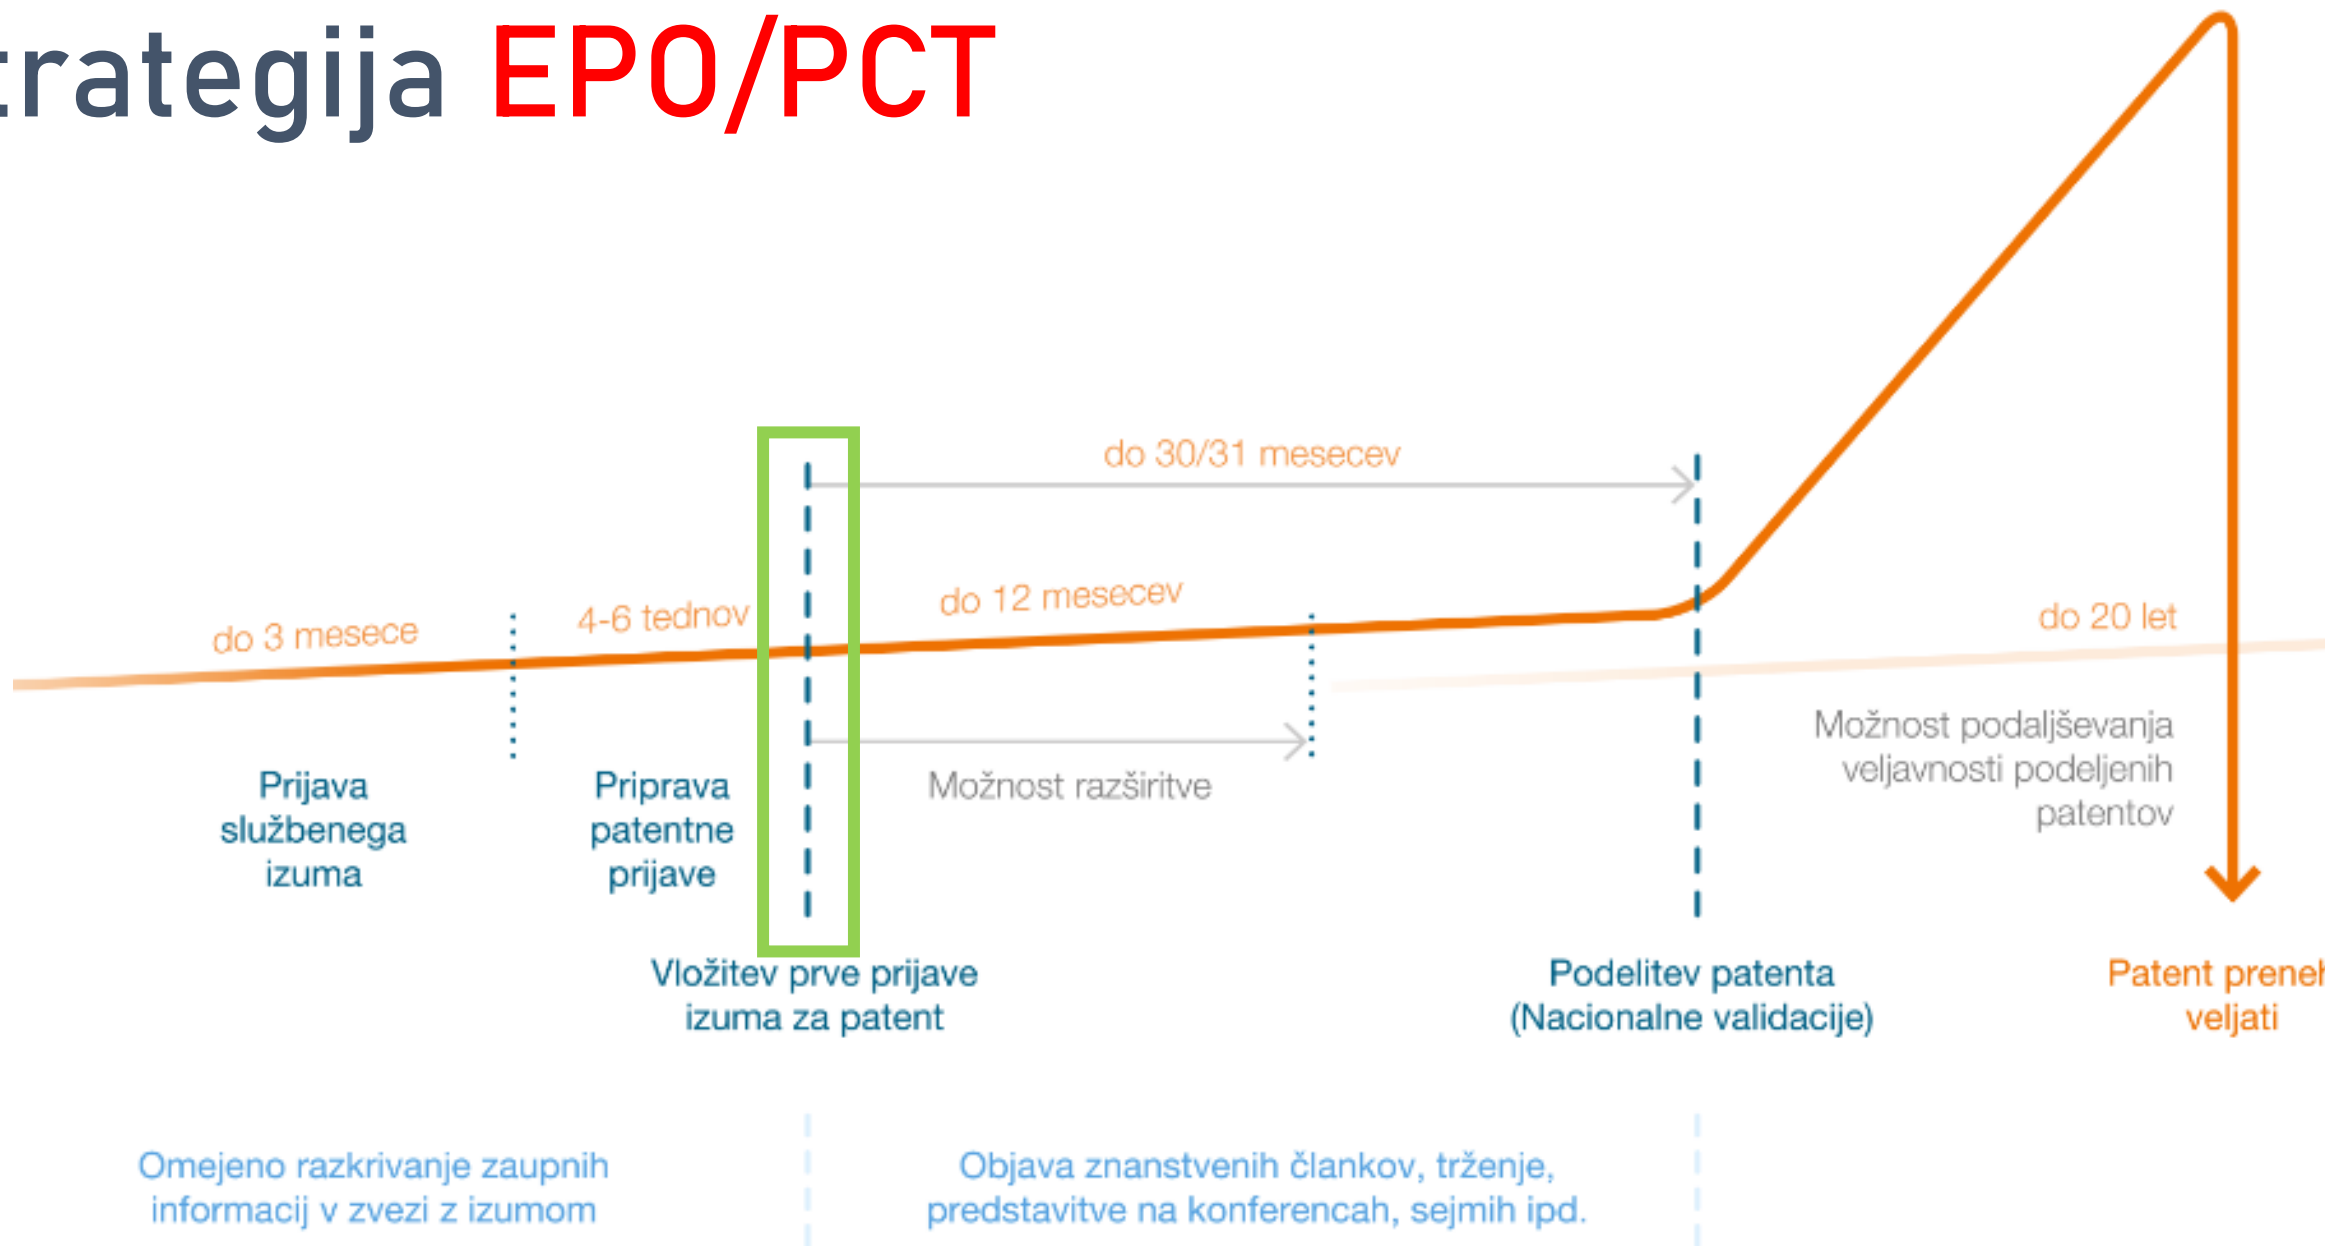 trategija EPO/PCT
do 30/31 mesecev
do 3 mesece
4-6 tednov
do 12 mesecev
do 20 let
Možnost podaljševanja
veljavnosti podeljenih
patentov
Prijava
službenega
izuma
Priprava
patentne
prijave
Možnost razširitve
Vložitev prve prijave
izuma za patent
Podelitev patenta
(Nacionalne validacije)
Patent preneh
veljati
Omejeno razkrivanje zaupnih
informacij v zvezi z izumom
Objava znanstvenih člankov, trženje,
predstavitve na konferencah, sejmih ipd.